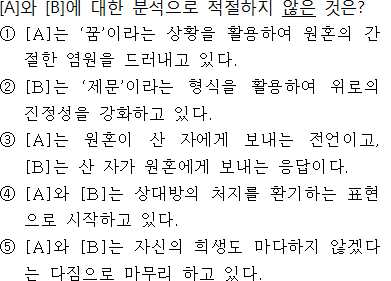 [A]와 [B]에 대한 분석으로 적절하지 않은 것은?
① [A]는 ‘꿈’이라는 상황을 활용하여 원혼의 간
절한 염원을 드러내고 있다.
② [B]는 ‘제문’이라는 형식을 활용하여 위로의
진정성을 강화하고 있다.
③ [A]는 원혼이 산 자에게 보내는 전언이고,
[B]는 산 자가 원혼에게 보내는 응답이다.
④ [A]와 [B]는 상대방의 처지를 환기하는 표현
으로 시작하고 있다.
⑤ [A]와 [B]는 자신의 희생도 마다하지 않겠다
는 다짐으로 마무리 하고 있다.